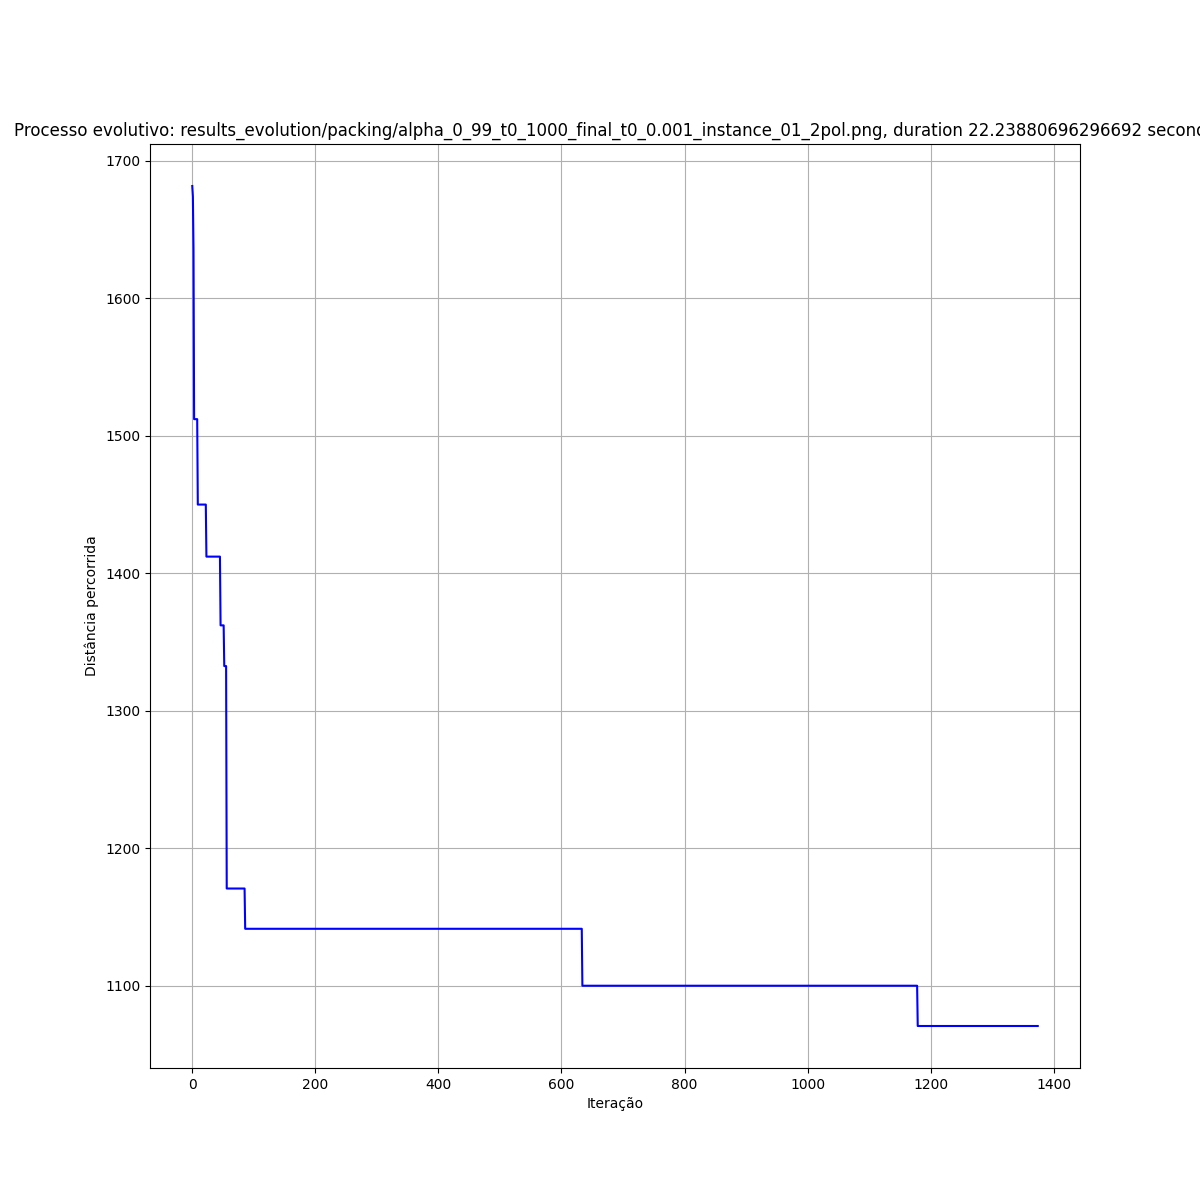 Processo evolutivo: results_evolution/packing/alpha_0_99_t0_1000_final_t0_0.001_instance_01_2pol.png, duration 22.23880696296692 secon
1700
1600
1500
1400
1300
1200
1100
Distância percorrida
0 200 400 600 800 1000 1200 1400
Iteração